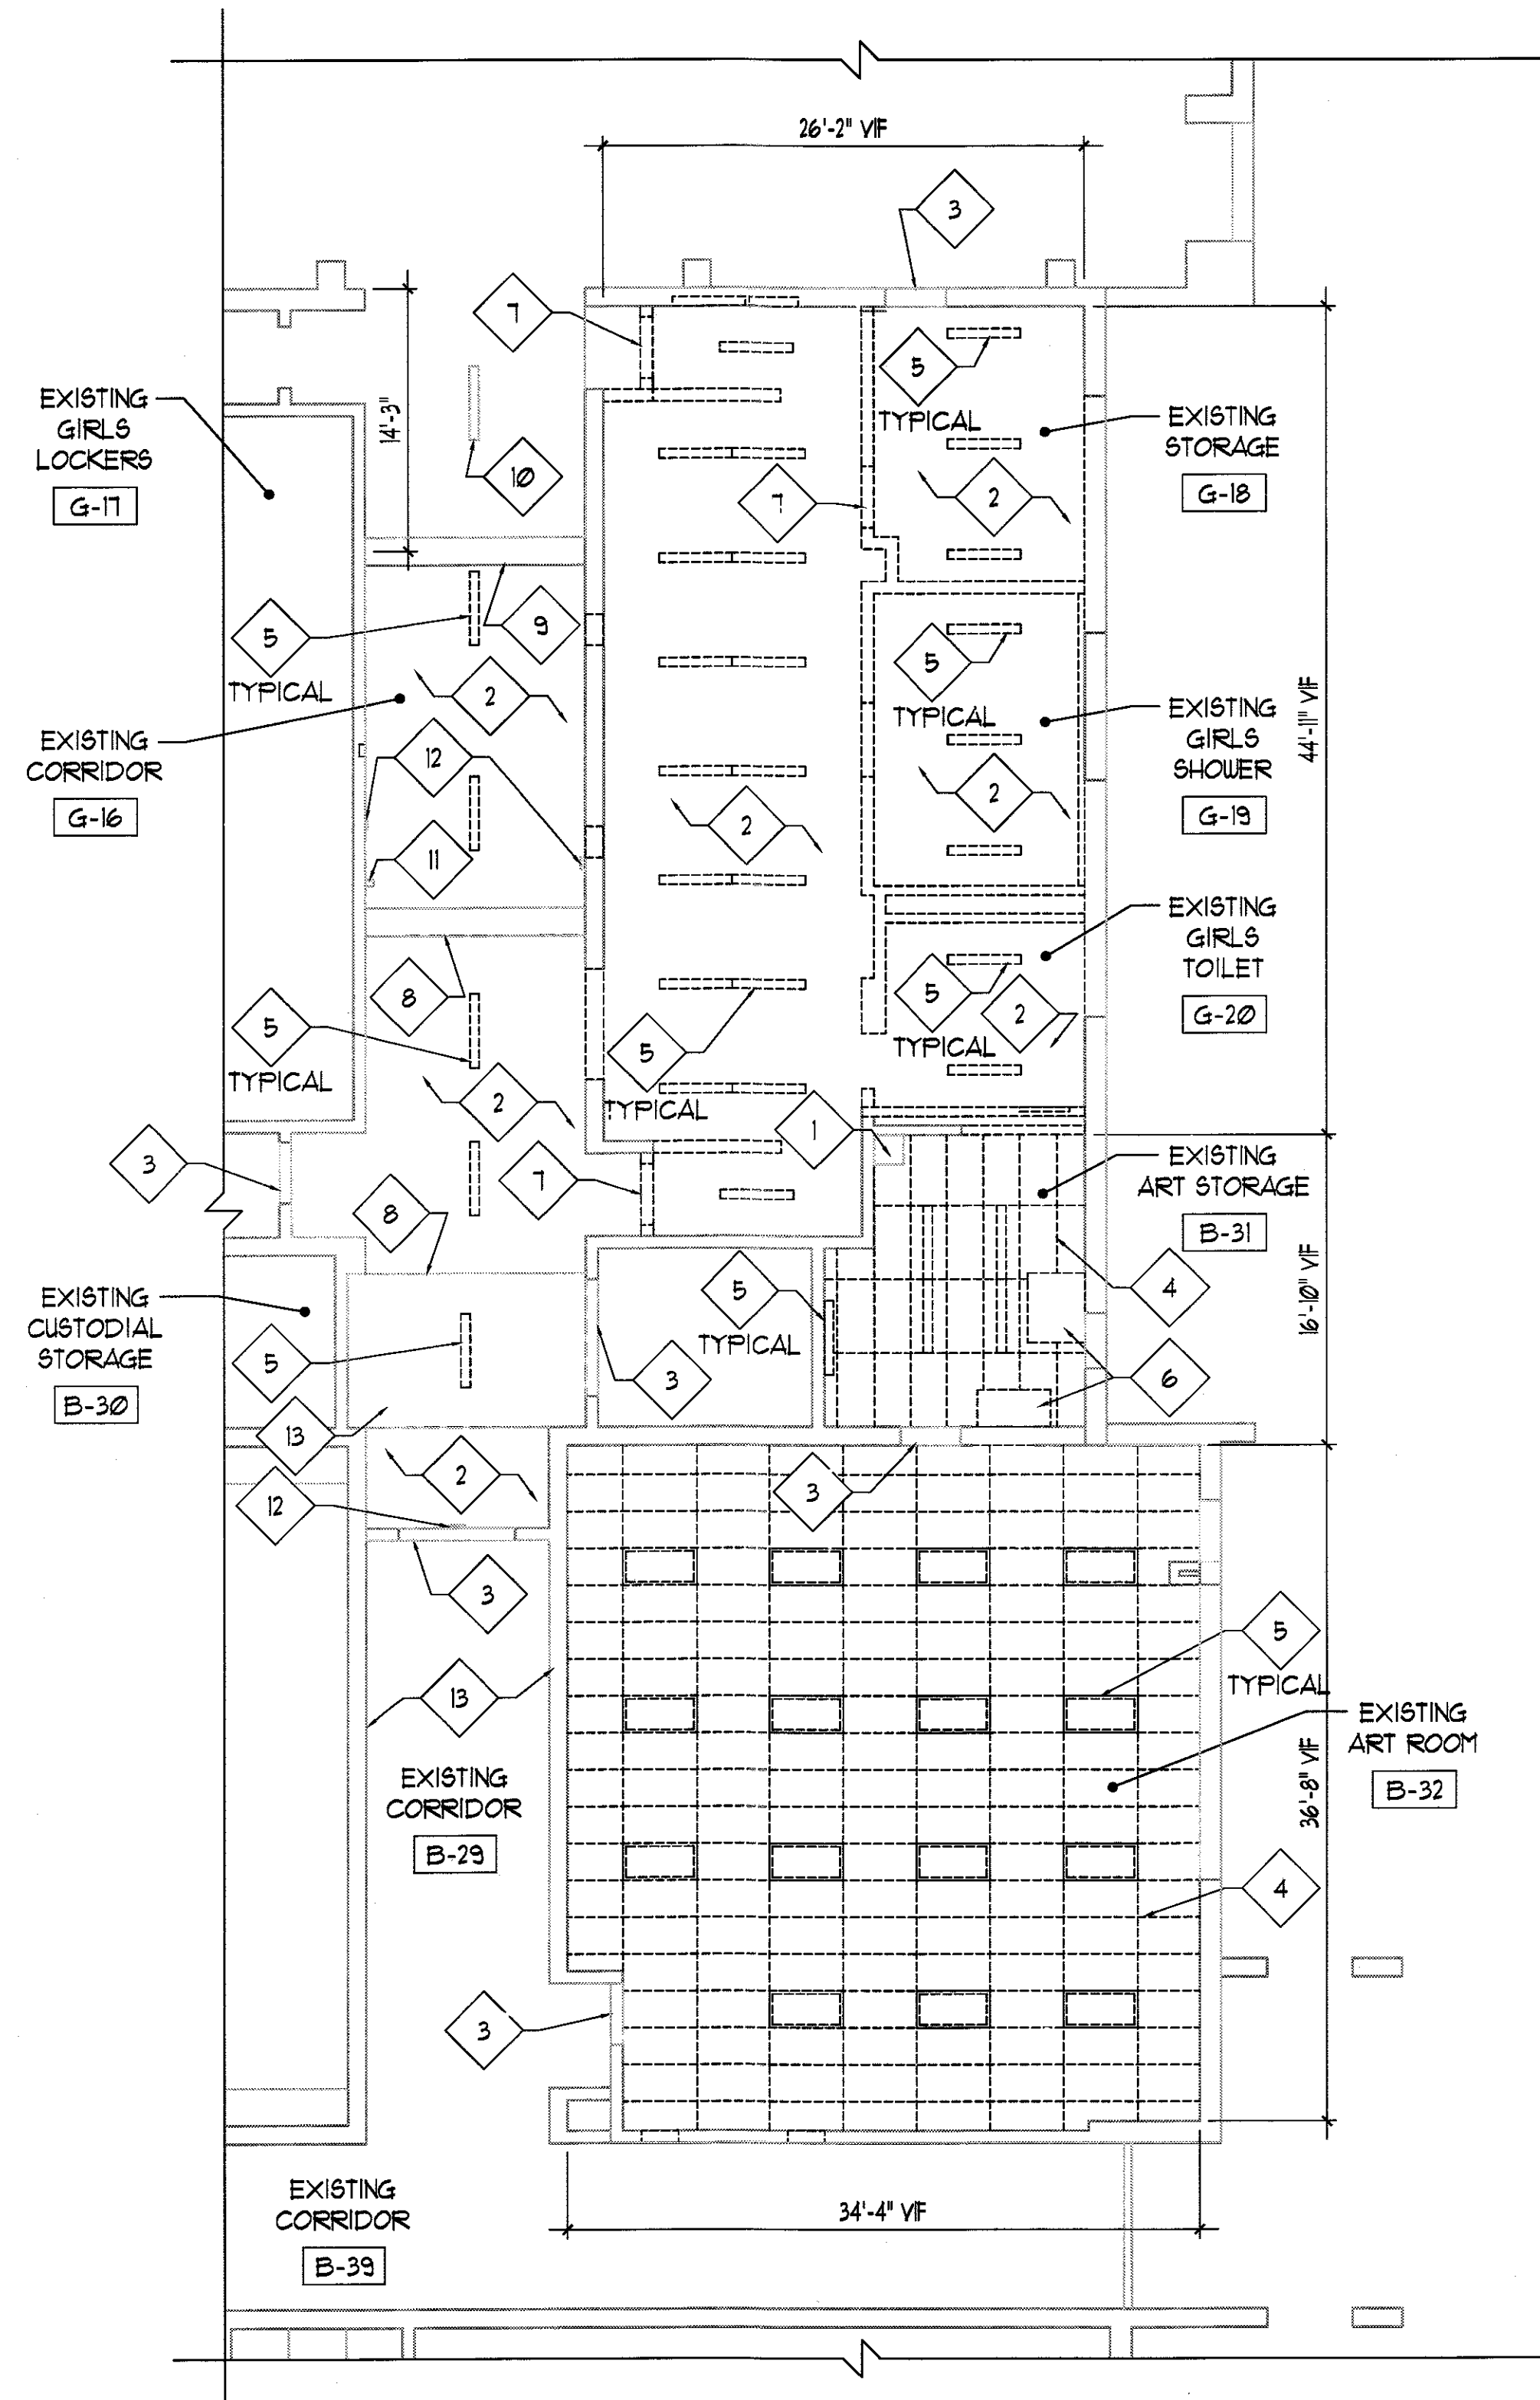 26'-2" VIF
3
7
5
TYPICAL
EXISTING
GIRLS
LOCKERS
G-17
14'-3"
10
7
2
EXISTING
STORAGE
G-18
5
TYPICAL
9
2
5
TYPICAL
EXISTING
GIRLS
SHOWER
G-19
44'-11" VIF
EXISTING
CORRIDOR
G-16
12
11
2
2
EXISTING
GIRLS
TOILET
G-20
8
5
TYPICAL
5
TYPICAL
5
TYPICAL
2
2
1
3
7
8
EXISTING
ART STORAGE
B-31
16'-10" VIF
4
5
TYPICAL
EXISTING
CUSTODIAL
STORAGE
B-30
5
3
6
13
2
12
3
3
5
TYPICAL
13
EXISTING
ART ROOM
B-32
EXISTING
CORRIDOR
B-29
36'-8" VIF
4
3
EXISTING
CORRIDOR
B-39
34'-4" VIF